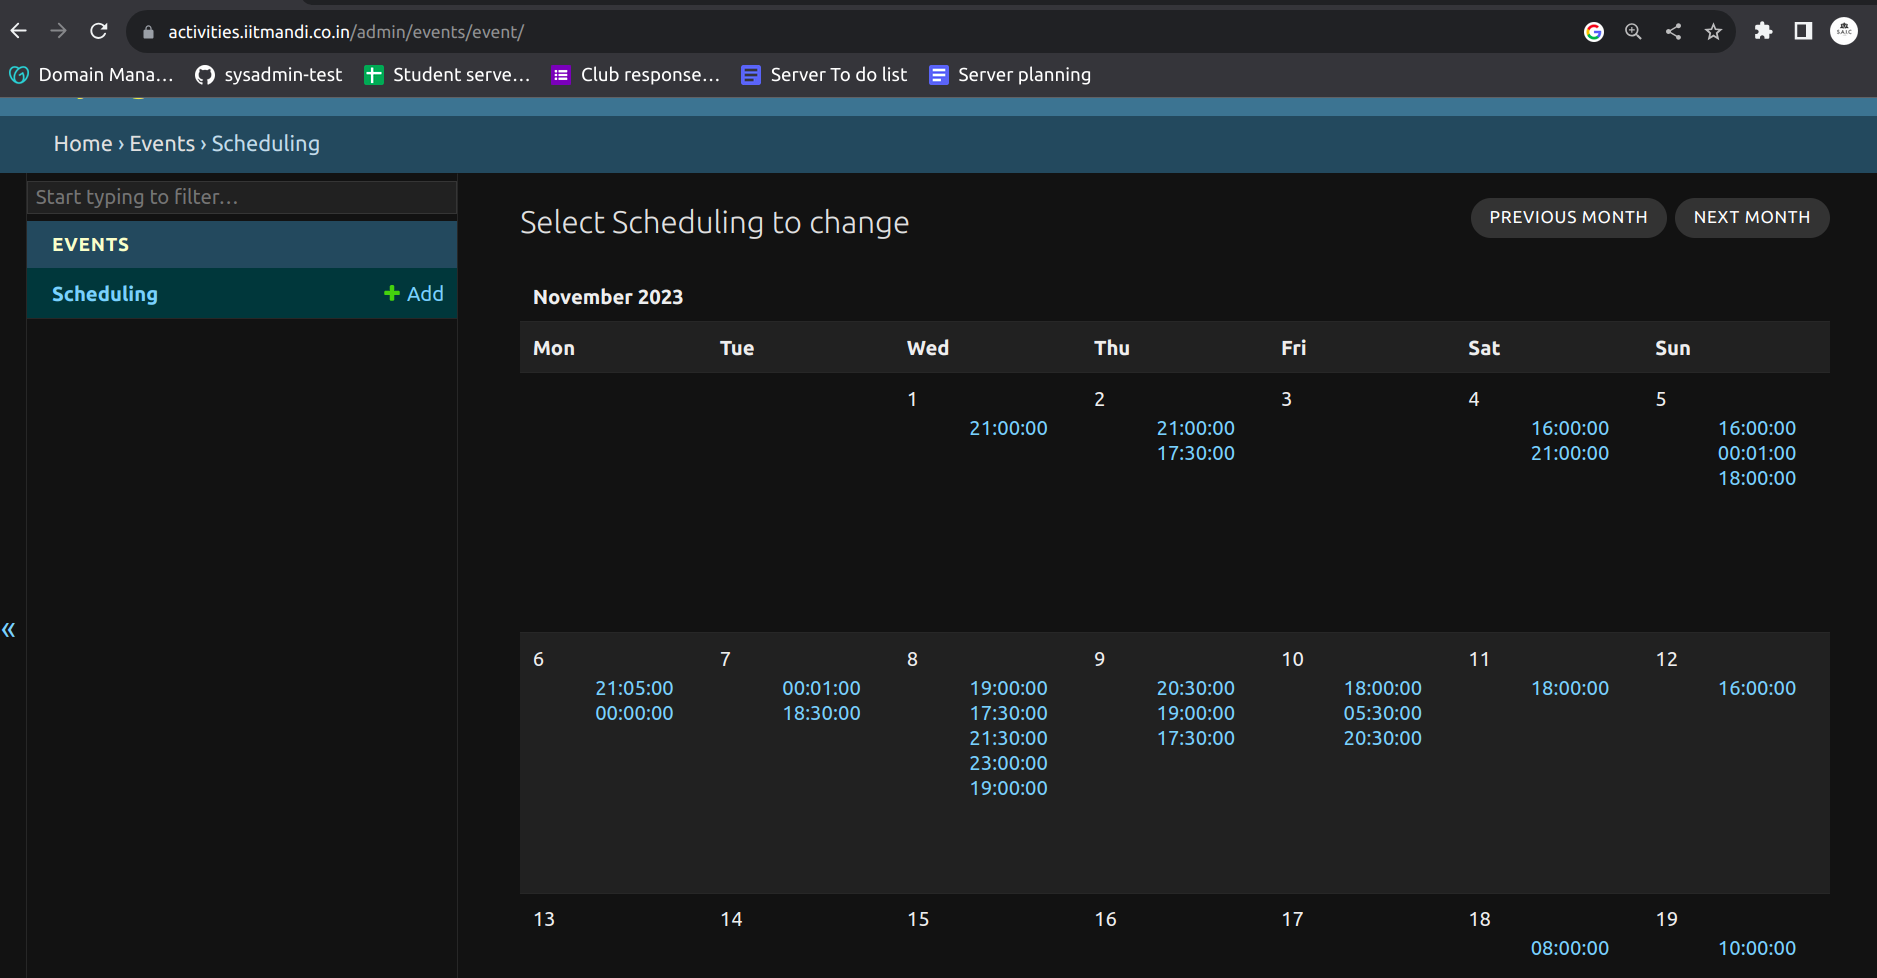 activities.iitmandi.co.in/admin/events/event/
Domain Mana... sysadmin-test Student serve... Club response... Server To do list Server planning
Home › Events › Scheduling
Start typing to filter...
EVENTS
Scheduling Add
«
Select Scheduling to change
PREVIOUS MONTH NEXT MONTH
November 2023
Mon Tue Wed Thu Fri Sat Sun
1 2 3 4 5
21:00:00 21:00:00 16:00:00 16:00:00
17:30:00 21:00:00 00:01:00
18:00:00
6 7 8 9 10 11 12
21:05:00 00:01:00 19:00:00 20:30:00 18:00:00 18:00:00 16:00:00
00:00:00 18:30:00 17:30:00 19:00:00 05:30:00
21:30:00 17:30:00 20:30:00
23:00:00
19:00:00
13 14 15 16 17 18 19
08:00:00 10:00:00